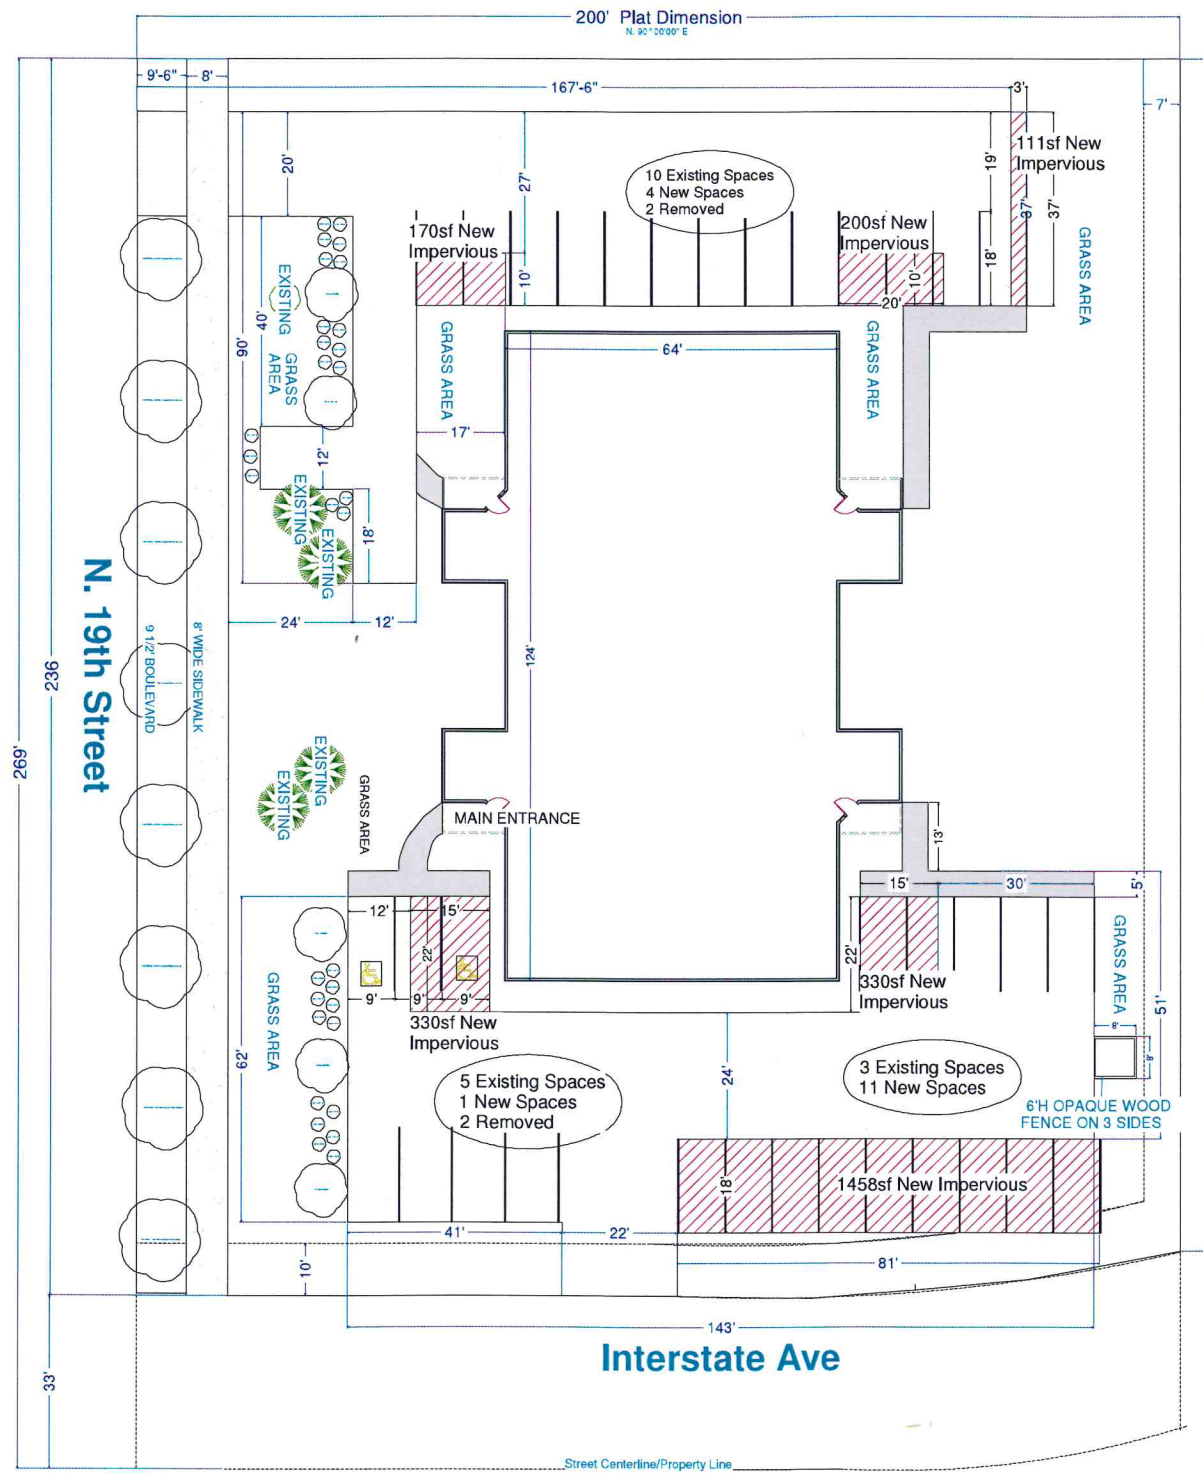 200' Plat Dimension
N. 90°00'00" E
9'-6"
8'
167'-6"
3'
7'
20'
27'
19'
111sf New
Impervious
37'
37'
10 Existing Spaces
4 New Spaces
2 Removed
170sf New
Impervious
200sf New
Impervious
10'
10'
18'
20'
GRASS AREA
EXISTING
GRASS
AREA
40'
90'
GRASS AREA
64'
GRASS AREA
17'
12'
EXISTING
EXISTING
18'
24'
12'
N. 19th Street
9 1/2' BOULEVARD
8' WIDE SIDEWALK
236
269'
124'
EXISTING
EXISTING
GRASS AREA
MAIN ENTRANCE
13'
15'
30'
5'
12'
15'
22'
22'
9'
9'
9'
330sf New
Impervious
330sf New
Impervious
GRASS AREA
GRASS AREA
62'
51'
8'
8'
24'
5 Existing Spaces
1 New Spaces
2 Removed
3 Existing Spaces
11 New Spaces
6'H OPAQUE WOOD
FENCE ON 3 SIDES
18'
1458sf New Impervious
41'
22'
81'
10'
143'
Interstate Ave
33'
Street Centerline/Property Line